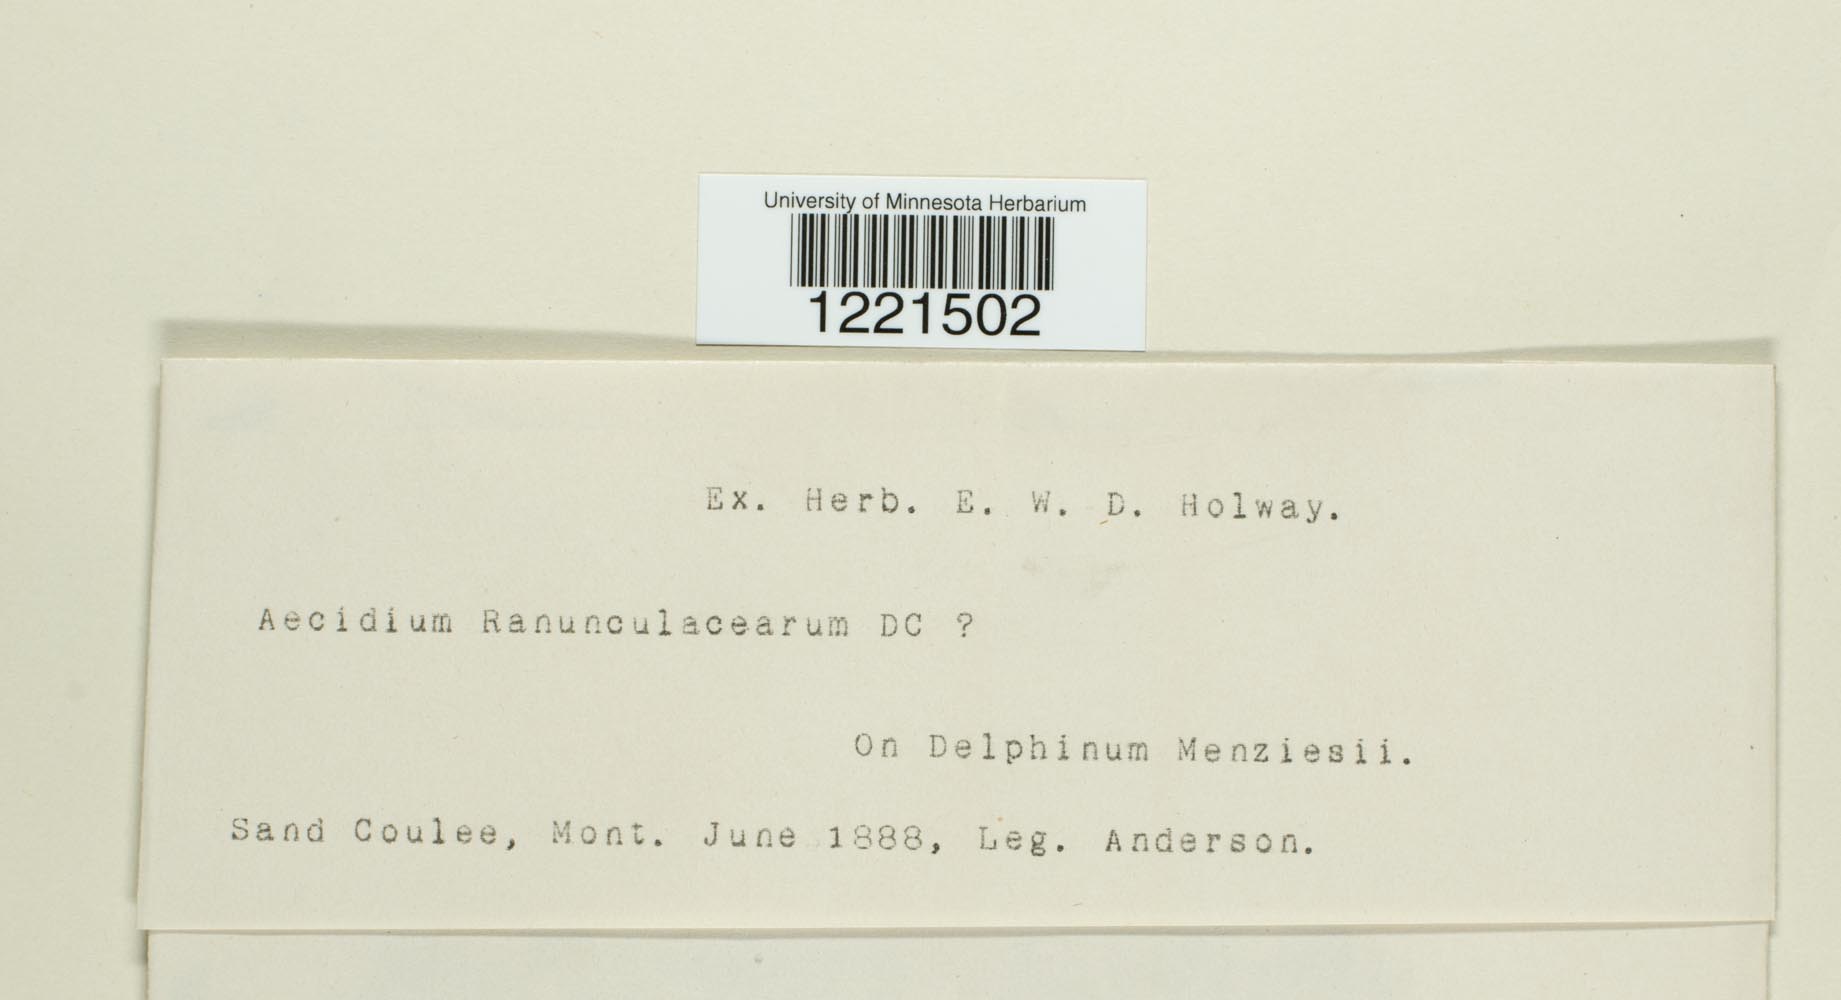 University of Minnesota Herbarium
1221502
Ex. Herb. E. W. D. Holway.
Aecidium Ranunculacearum DC ?
On Delphinum Menziesii.
Sand Coulee, Mont. June 1888, Leg. Anderson.